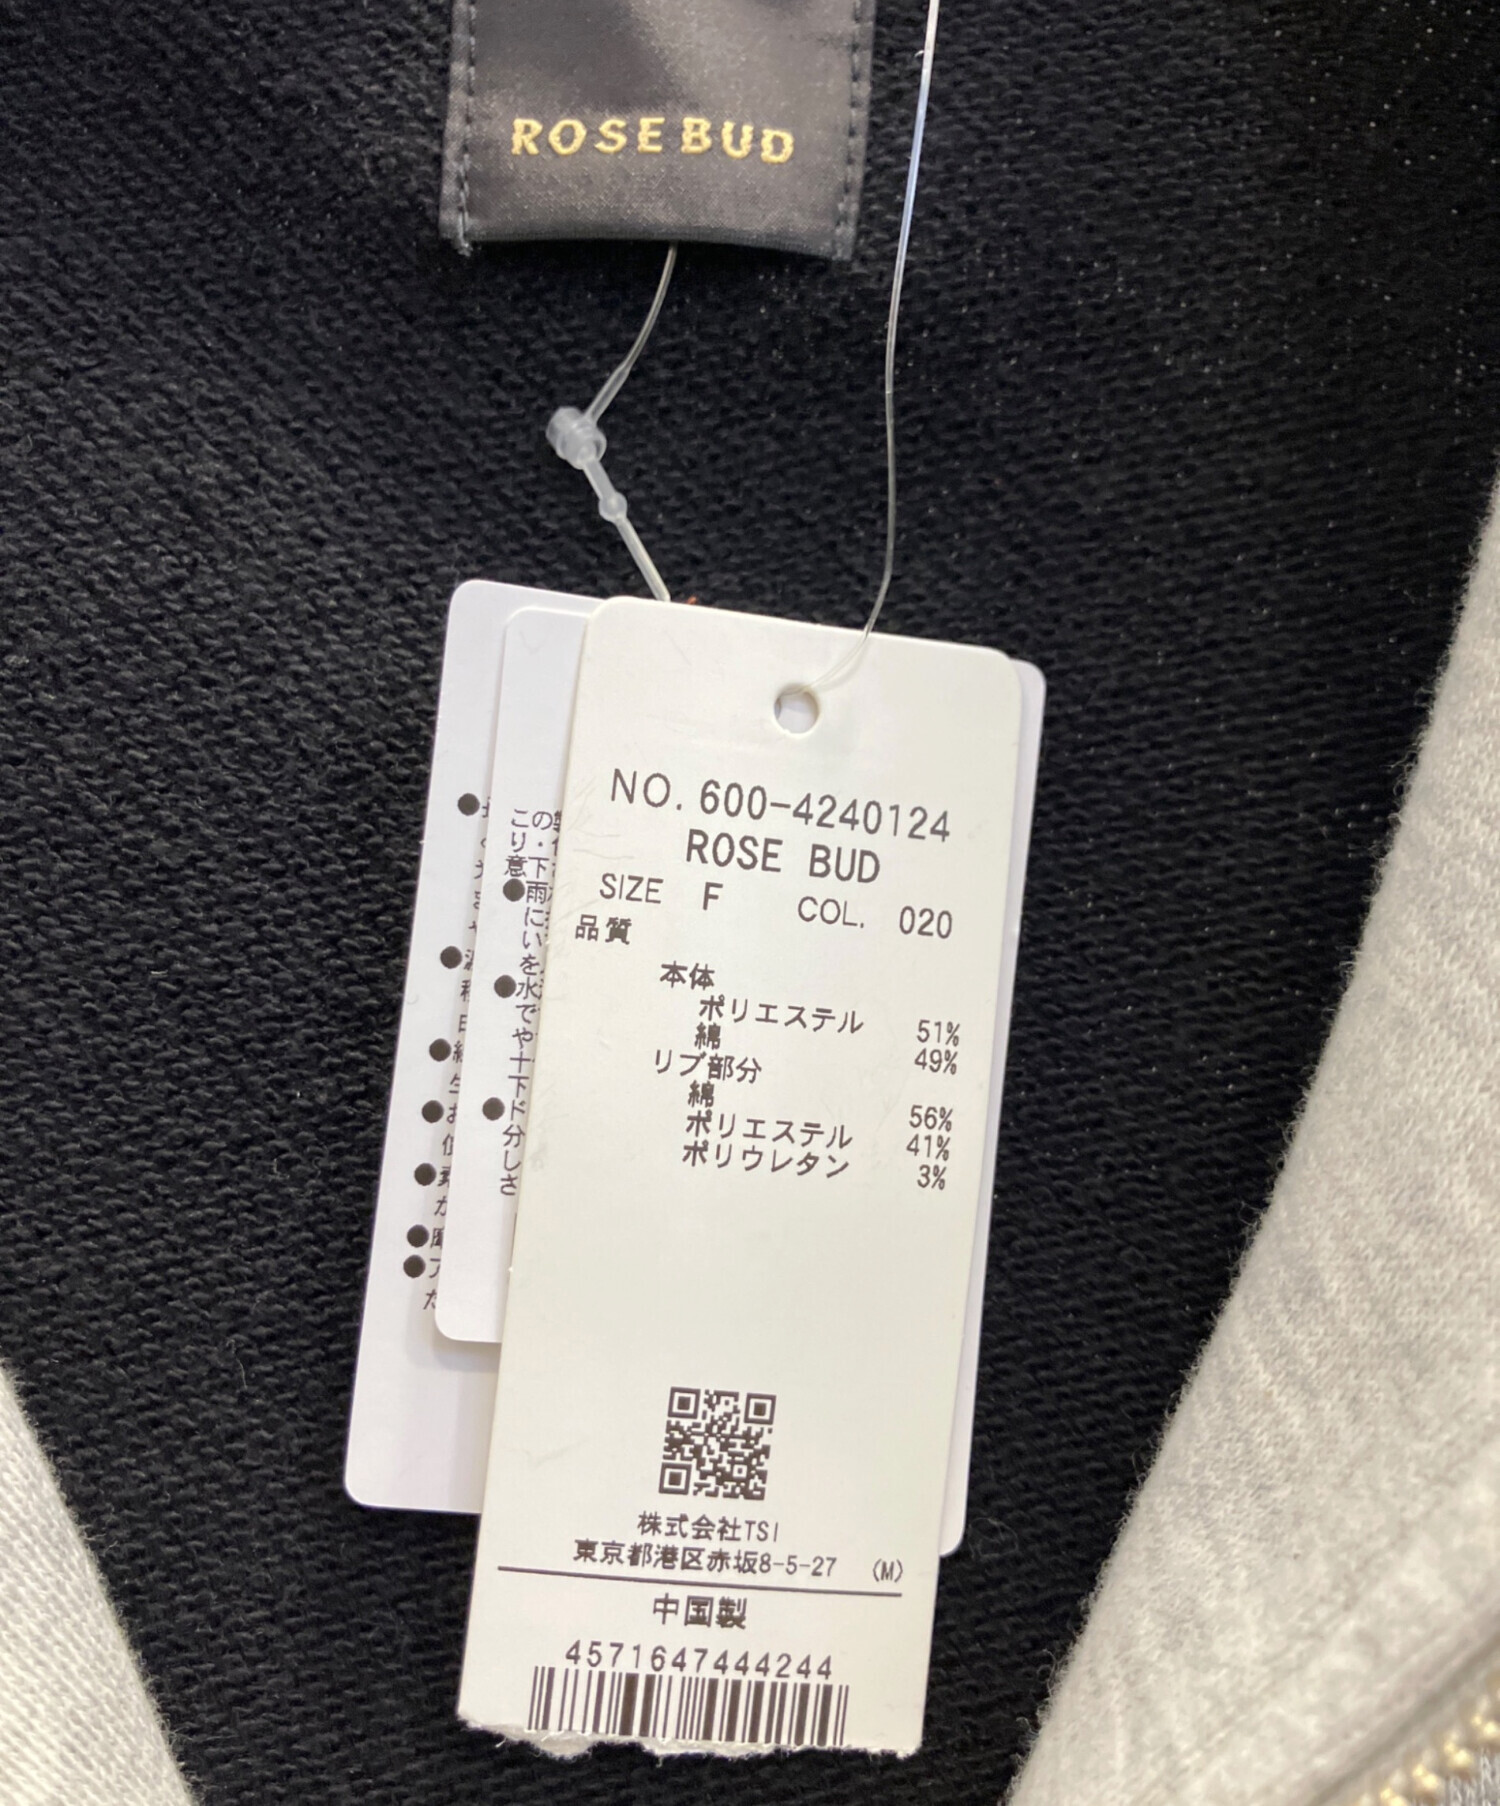 ROSE BUD
NO. 600-4240124
ROSE BUD
SIZE F COL. 020
品質
本体
ポリエステル 51%
綿 49%
リブ部分
綿 56%
ポリエステル 41%
ポリウレタン 3%
株式会社TSI
東京都港区赤坂8-5-27 (M)
中国製
4571647444244